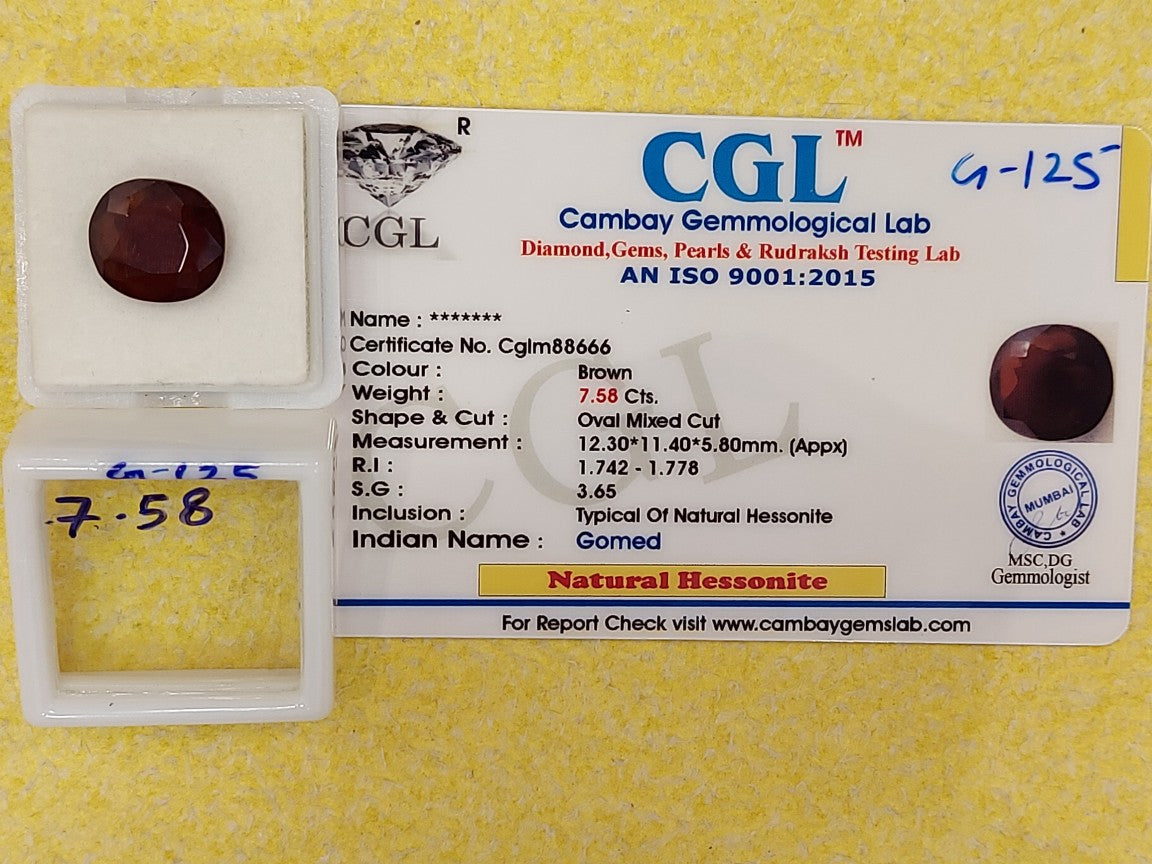 R
CGL
CGL™
G-125
Cambay Gemmological Lab
Diamond,Gems, Pearls & Rudraksh Testing Lab
AN ISO 9001:2015
Name : *******
Certificate No. Cglm88666
Colour : Brown
Weight : 7.58 Cts.
Shape & Cut : Oval Mixed Cut
Measurement : 12.30*11.40*5.80mm. (Appx)
R.I : 1.742 - 1.778
S.G : 3.65
Inclusion : Typical Of Natural Hessonite
Indian Name : Gomed
Natural Hessonite
For Report Check visit www.cambaygemslab.com
CGL
CAMBAY GEMMOLOGICAL LAB
MUMBAI
MSC,DG
Gemmologist
G-125
7.58